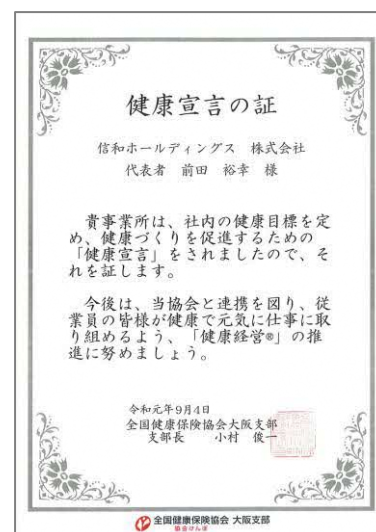 健康宣言の証
信和ホールディングス 株式会社
代表者 前田 裕幸 様
貴事業所は、社内の健康目標を定
め、健康づくりを促進するための
「健康宣言」をされましたので、そ
れを証します。
今後は、当協会と連携を図り、従
業員の皆様が健康で元気に仕事に取
り組めるよう、「健康経営®」の推
進に努めましょう。
令和元年9月4日
全国健康保険協会大阪支部
支部長 小村 俊一
全国健康保険協会 大阪支部
協会けんぽ